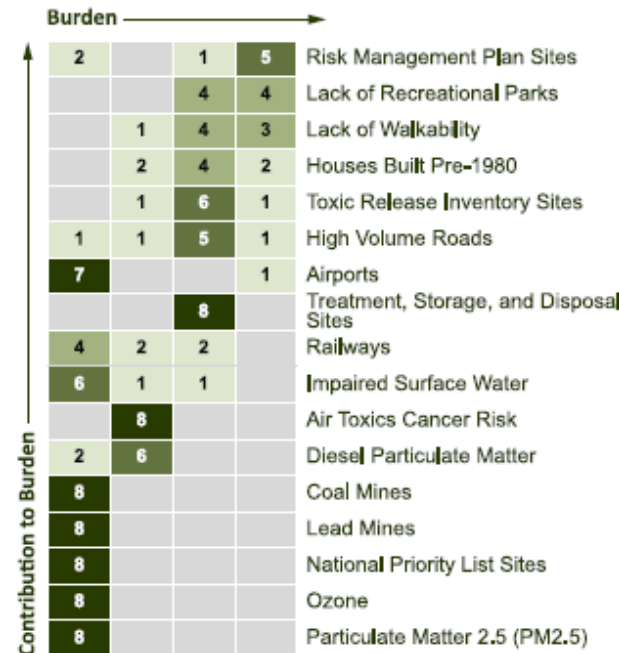 Burden
2 1 5 Risk Management Plan Sites
4 4 Lack of Recreational Parks
1 4 3 Lack of Walkability
2 4 2 Houses Built Pre-1980
1 6 1 Toxic Release Inventory Sites
1 1 5 1 High Volume Roads
7 1 Airports
8 Treatment, Storage, and Disposal
Sites
4 2 2 Railways
6 1 1 Impaired Surface Water
8 Air Toxics Cancer Risk
2 6 Diesel Particulate Matter
8 Coal Mines
8 Lead Mines
8 National Priority List Sites
8 Ozone
8 Particulate Matter 2.5 (PM2.5)
Contribution to Burden